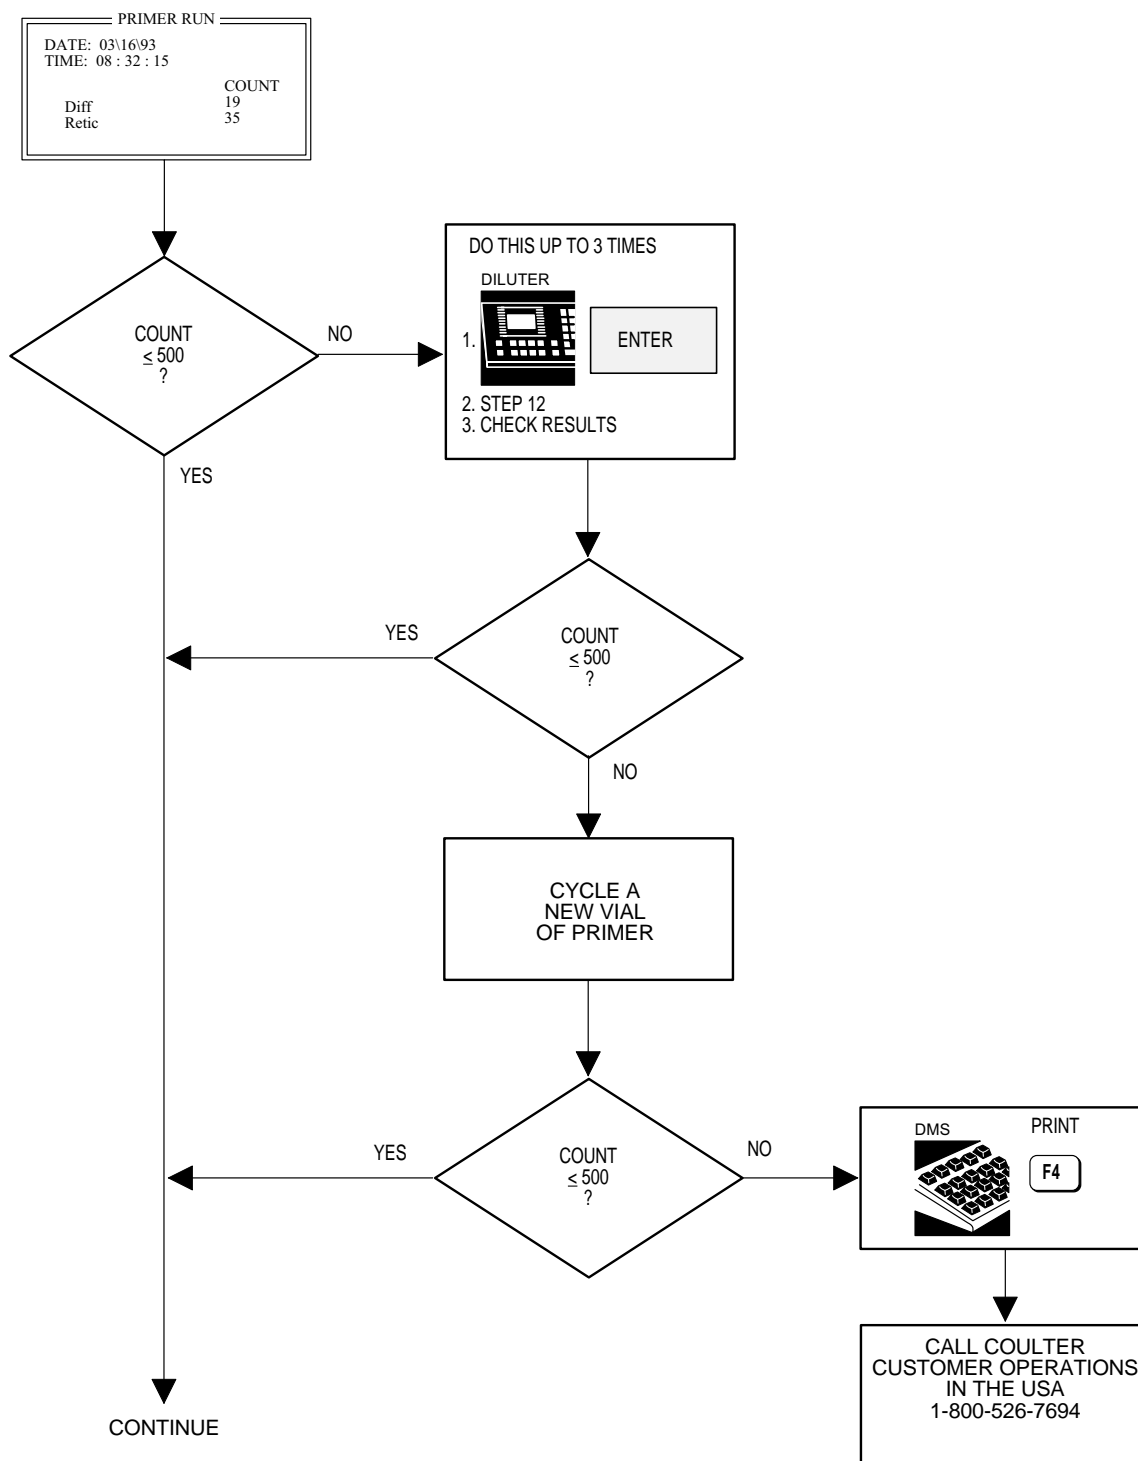 PRIMER RUN
DATE: 03\16\93
TIME: 08 : 32 : 15
COUNT
Diff 19
Retic 35
COUNT
≤ 500
?
NO
YES
DO THIS UP TO 3 TIMES
DILUTER
1.
ENTER
2. STEP 12
3. CHECK RESULTS
COUNT
≤ 500
?
YES
NO
CYCLE A
NEW VIAL
OF PRIMER
COUNT
≤ 500
?
YES
NO
DMS
PRINT
F4
CALL COULTER
CUSTOMER OPERATIONS
IN THE USA
1-800-526-7694
CONTINUE